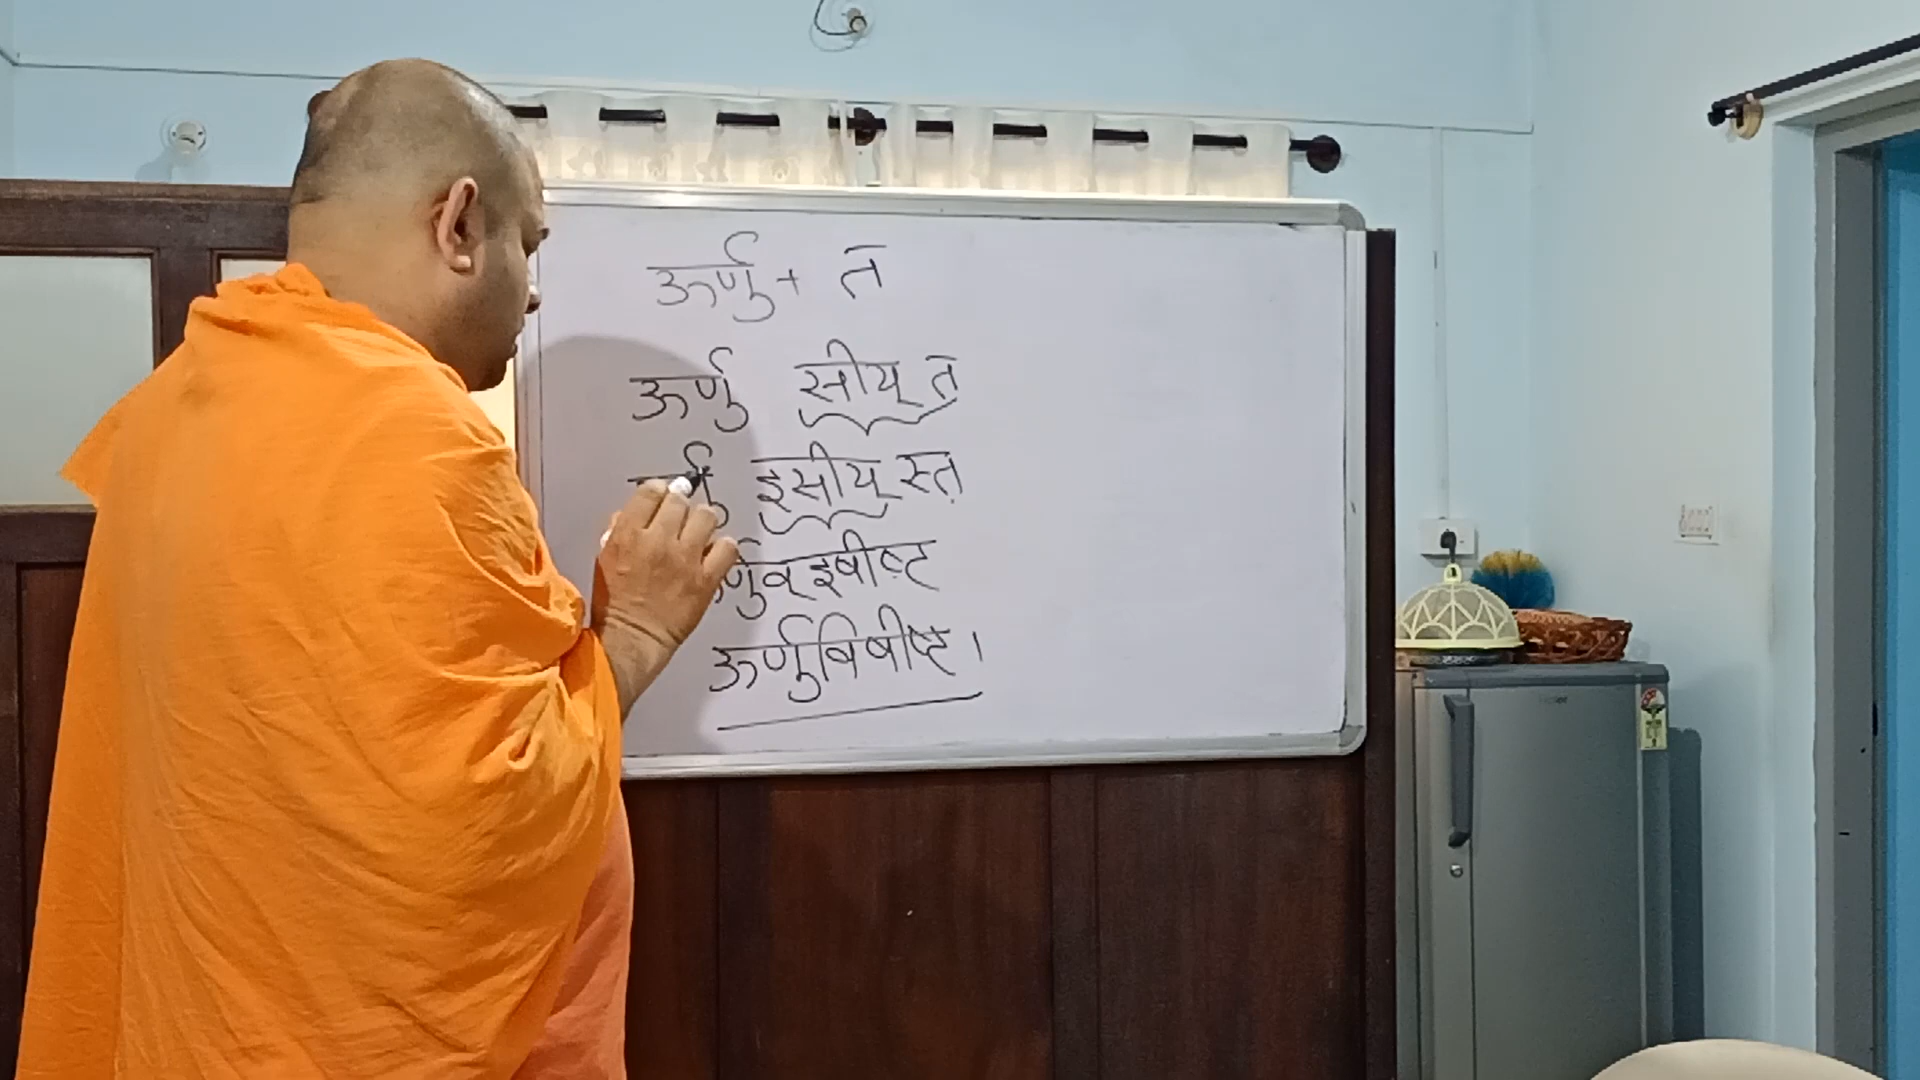 ऊर्णु + त
ऊर्णु सीय् त
इसीय् स्त
र्णुव् इषीष्ट
ऊर्णुविषीष्ट ।